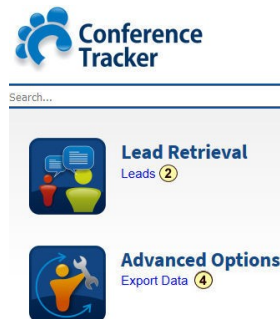 Conference
Tracker
Search...
Lead Retrieval
Leads 2
Advanced Options
Export Data 4